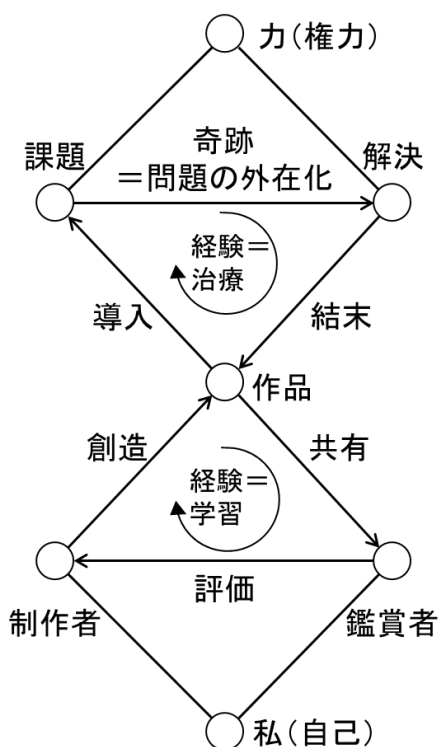 力(権力)
課題
奇跡
＝問題の外在化
解決
経験＝
治療
導入
結末
作品
創造
共有
経験＝
学習
評価
制作者
鑑賞者
私(自己)